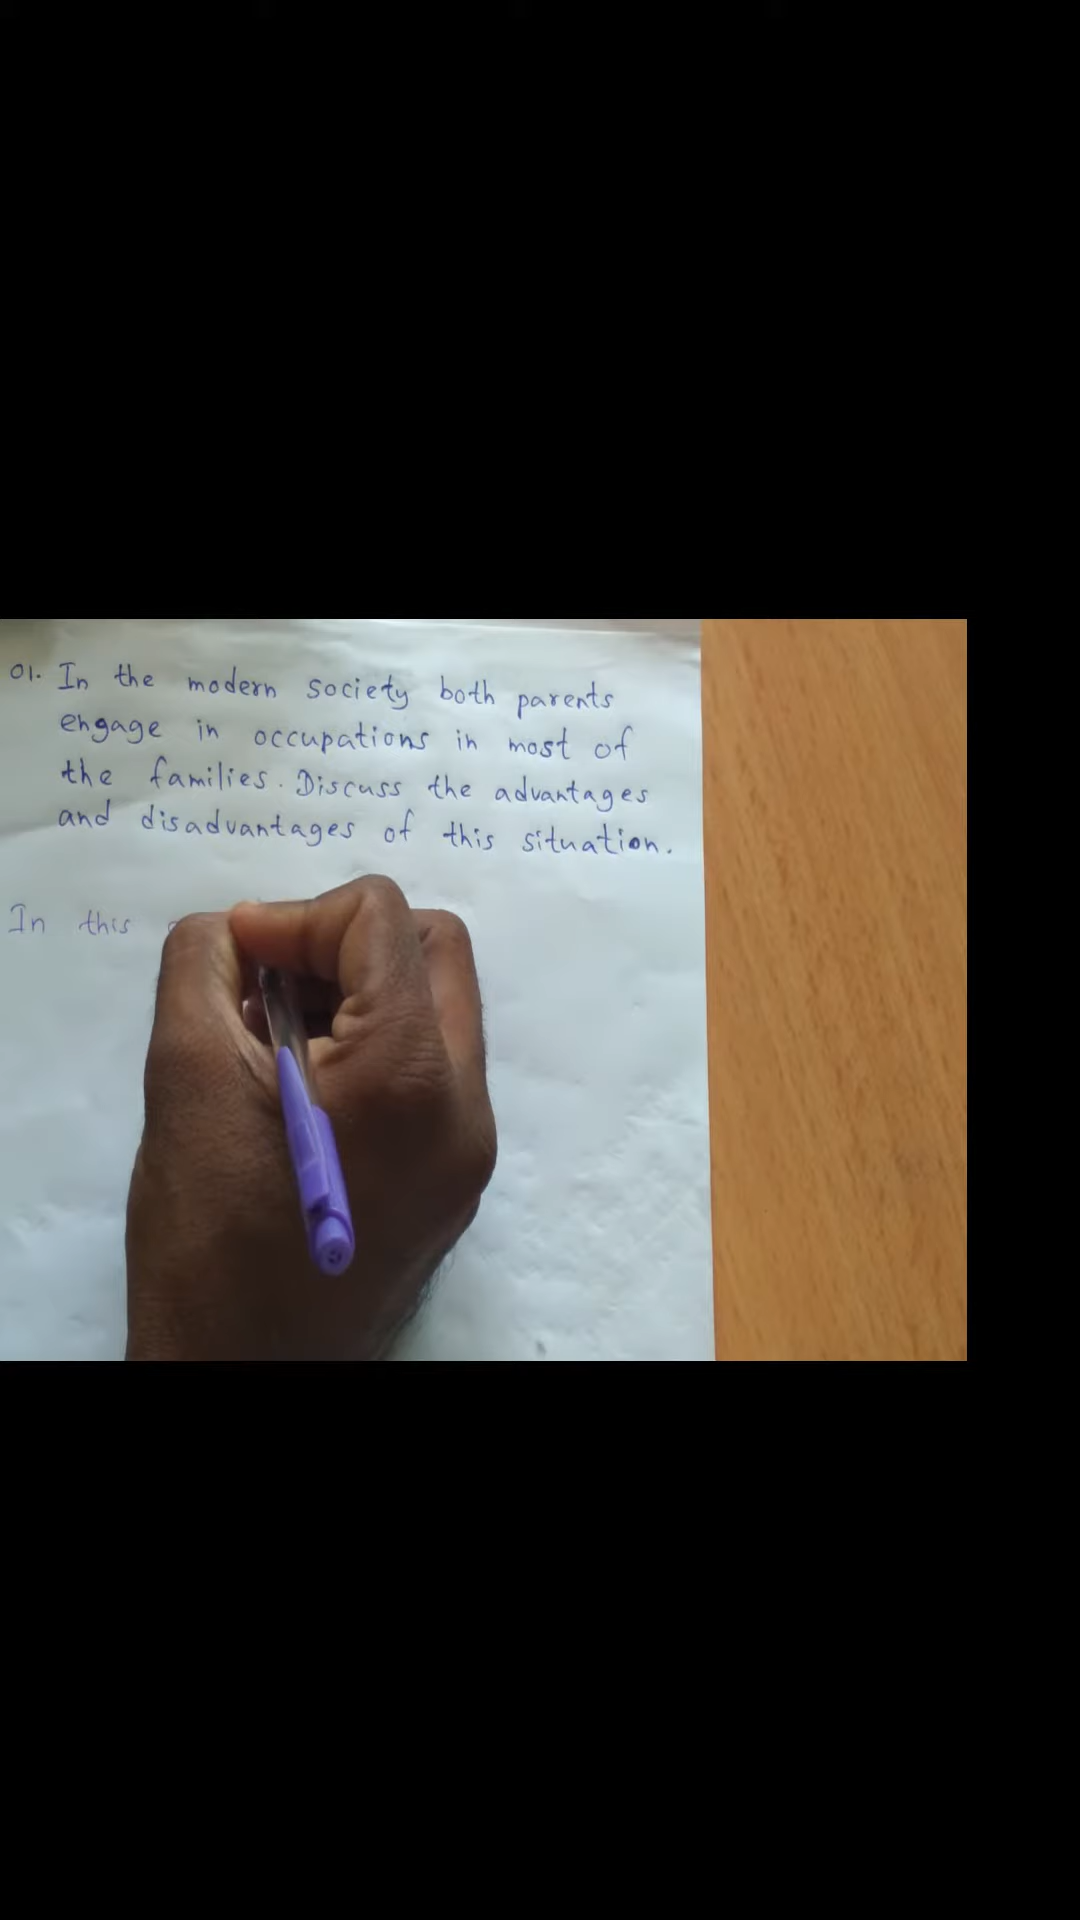 01. In the modern society both parents
engage in occupations in most of
the families. Discuss the advantages
and disadvantages of this situation.
In this